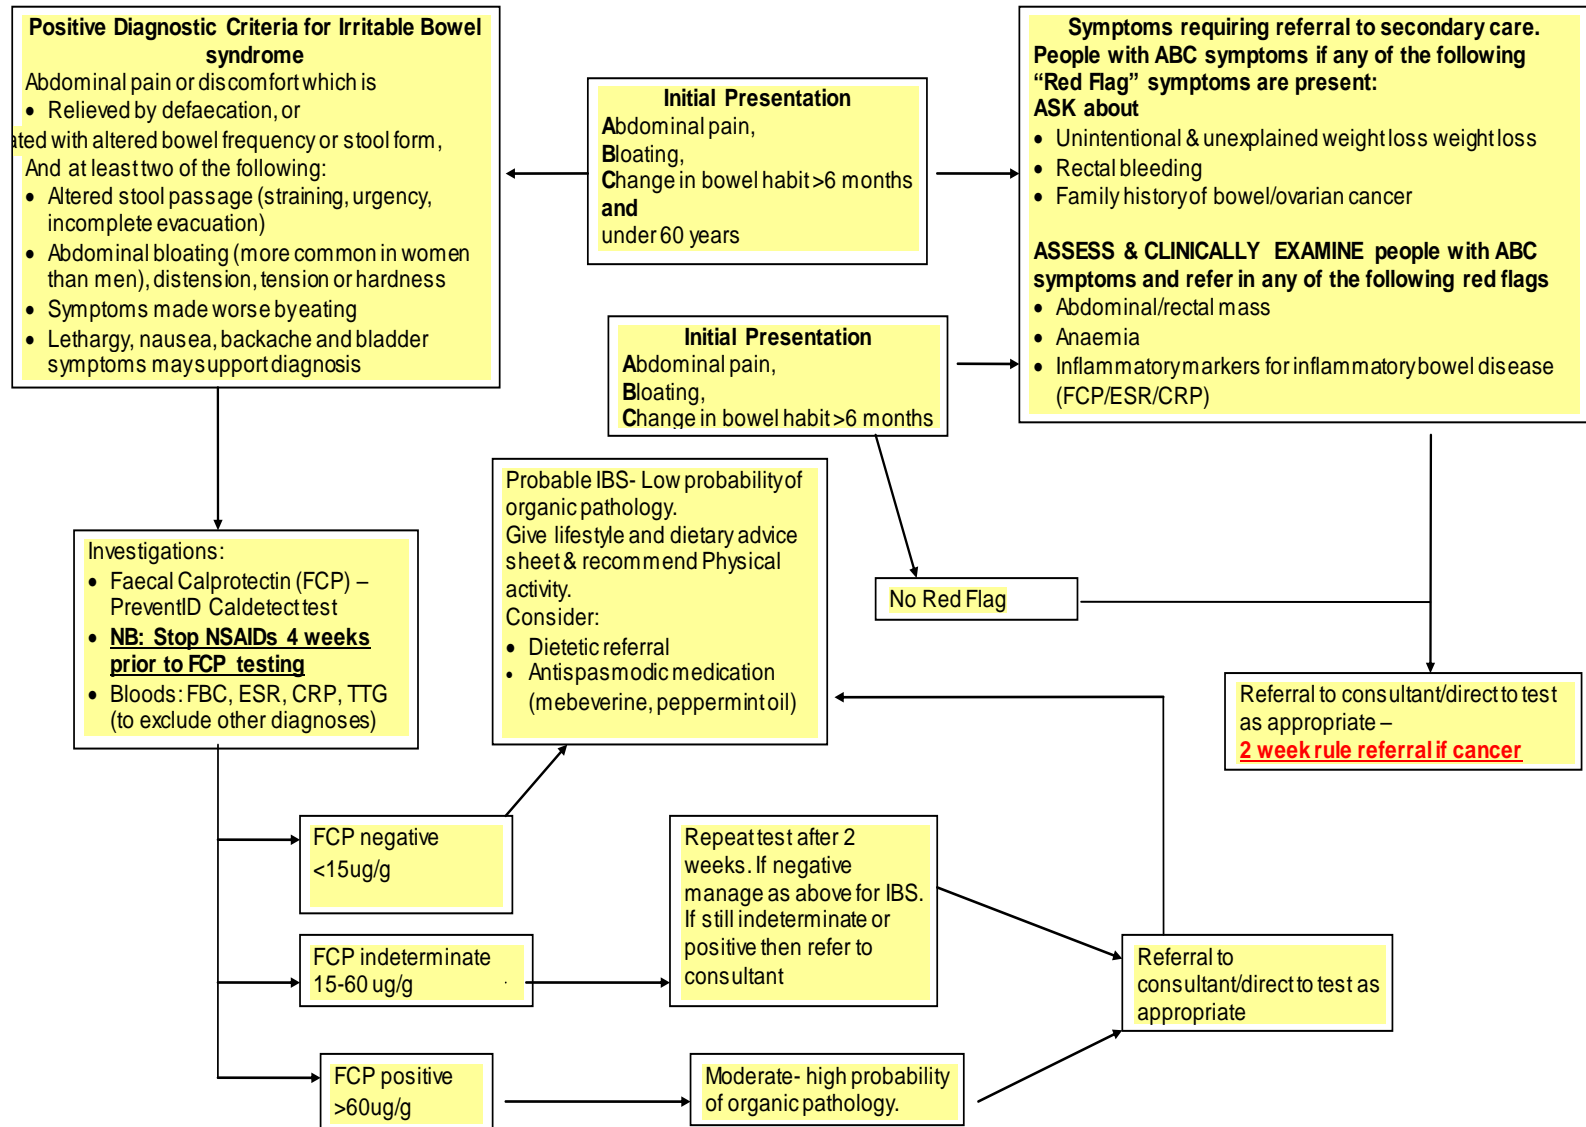 Positive Diagnostic Criteria for Irritable Bowel
syndrome
Abdominal pain or discomfort which is
• Relieved by defaecation, or
ated with altered bowel frequency or stool form,
And at least two of the following:
• Altered stool passage (straining, urgency,
incomplete evacuation)
• Abdominal bloating (more common in women
than men), distension, tension or hardness
• Symptoms made worse by eating
• Lethargy, nausea, backache and bladder
symptoms may support diagnosis
Initial Presentation
Abdominal pain,
Bloating,
Change in bowel habit >6 months
and
under 60 years
Symptoms requiring referral to secondary care.
People with ABC symptoms if any of the following
“Red Flag” symptoms are present:
ASK about
• Unintentional & unexplained weight loss weight loss
• Rectal bleeding
• Family history of bowel/ovarian cancer
ASSESS & CLINICALLY EXAMINE people with ABC
symptoms and refer in any of the following red flags
• Abdominal/rectal mass
• Anaemia
• Inflammatory markers for inflammatory bowel disease
(FCP/ESR/CRP)
Initial Presentation
Abdominal pain,
Bloating,
Change in bowel habit >6 months
Probable IBS- Low probability of
organic pathology.
Give lifestyle and dietary advice
sheet & recommend Physical
activity.
Consider:
• Dietetic referral
• Antispasmodic medication
(mebeverine, peppermint oil)
No Red Flag
Investigations:
• Faecal Calprotectin (FCP) –
PreventID Caldetect test
• NB: Stop NSAIDs 4 weeks
prior to FCP testing
• Bloods: FBC, ESR, CRP, TTG
(to exclude other diagnoses)
Referral to consultant/direct to test
as appropriate –
2 week rule referral if cancer
FCP negative
<15ug/g
Repeat test after 2
weeks. If negative
manage as above for IBS.
If still indeterminate or
positive then refer to
consultant
FCP indeterminate
15-60 ug/g .
Referral to
consultant/direct to test as
appropriate
FCP positive
>60ug/g
Moderate- high probability
of organic pathology.